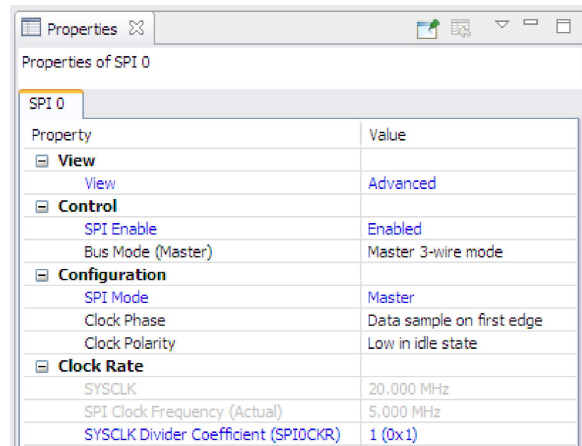 Properties
Properties of SPI 0
SPI 0
Property Value
View
View Advanced
Control
SPI Enable Enabled
Bus Mode (Master) Master 3-wire mode
Configuration
SPI Mode Master
Clock Phase Data sample on first edge
Clock Polarity Low in idle state
Clock Rate
SYSCLK 20.000 MHz
SPI Clock Frequency (Actual) 5.000 MHz
SYSCLK Divider Coefficient (SPI0CKR) 1 (0x1)